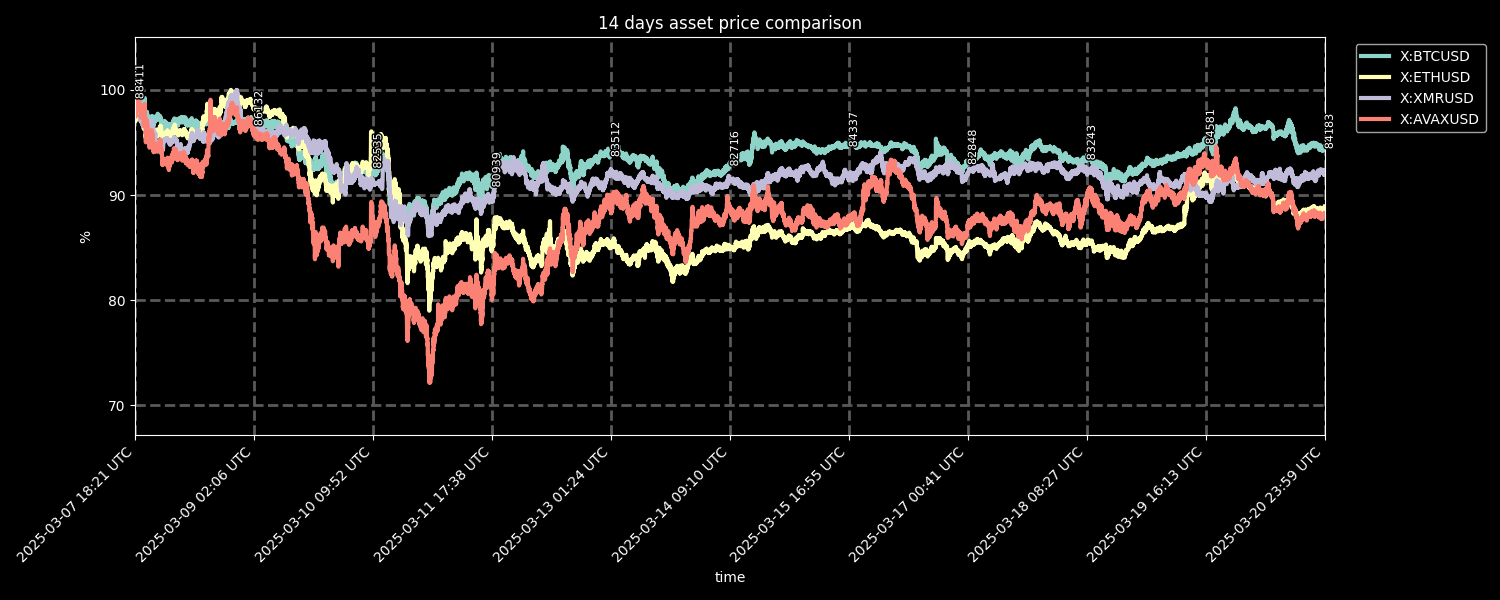 14 days asset price comparison
X:BTCUSD
X:ETHUSD
X:XMRUSD
X:AVAXUSD
100
90
80
70
%
88411
86132
82535
80939
83512
82716
84337
82848
83243
84581
84183
2025-03-07 18:21 UTC
2025-03-09 02:06 UTC
2025-03-10 09:52 UTC
2025-03-11 17:38 UTC
2025-03-13 01:24 UTC
2025-03-14 09:10 UTC
2025-03-15 16:55 UTC
2025-03-17 00:41 UTC
2025-03-18 08:27 UTC
2025-03-19 16:13 UTC
2025-03-20 23:59 UTC
time